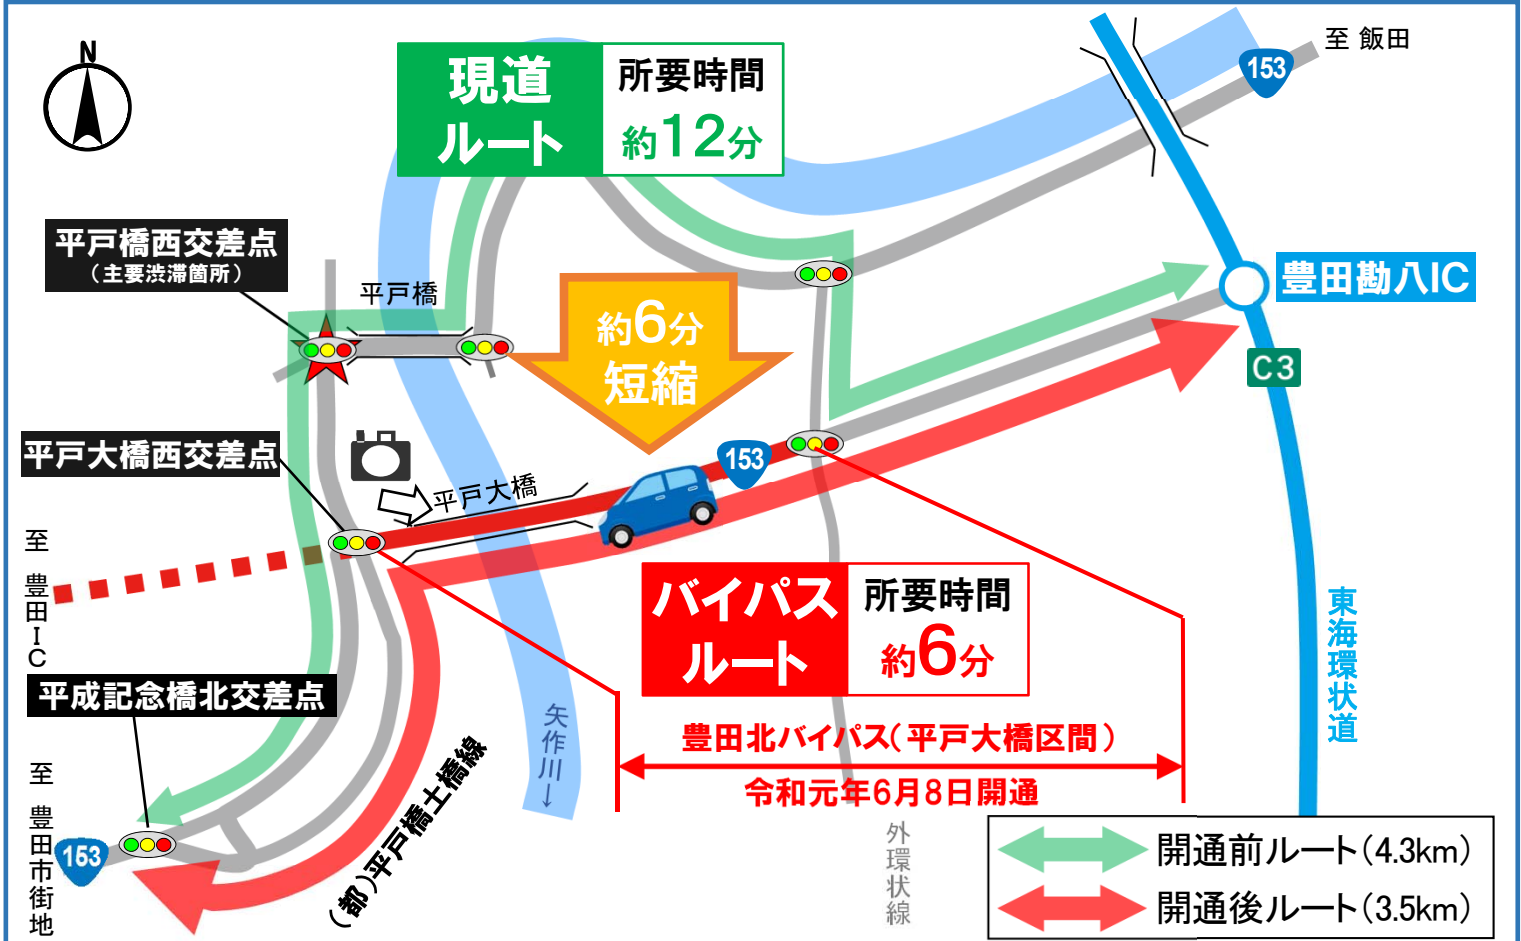 N
現道
ルート
所要時間
約12分
至 飯田
153
平戸橋西交差点
（主要渋滞箇所）
平戸橋
約6分
短縮
豊田勘八IC
C3
平戸大橋西交差点
平戸大橋
153
至 豊田IC
バイパス
ルート
所要時間
約6分
東海環状道
平成記念橋北交差点
矢作川→
豊田北バイパス（平戸大橋区間）
令和元年6月8日開通
（都）平戸橋土橋線
至 豊田市街地
153
外環状線
開通前ルート（4.3km）
開通後ルート（3.5km）